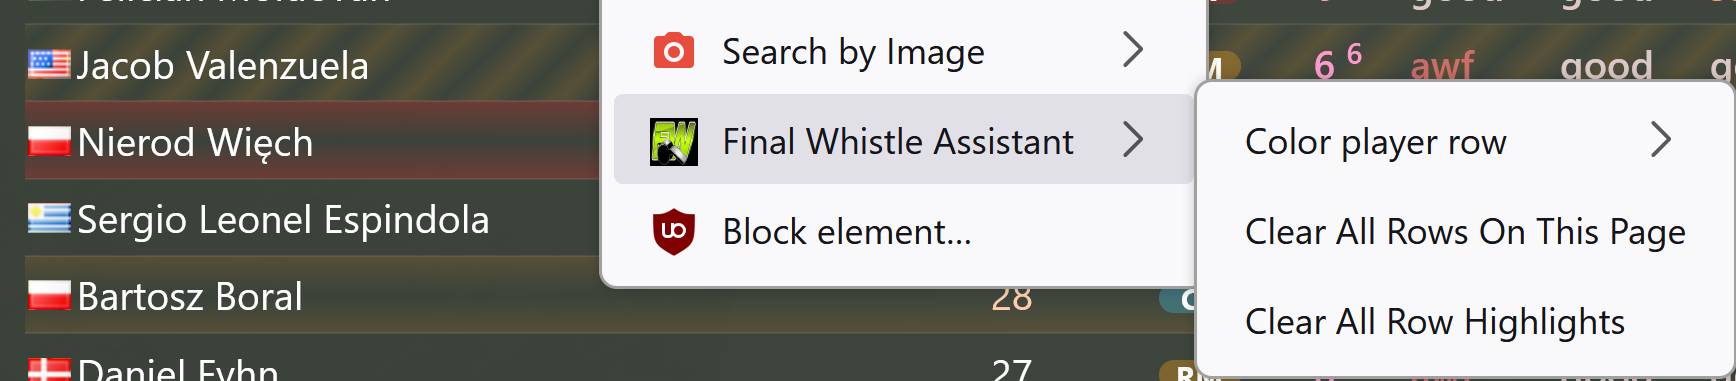 Search by Image
Jacob Valenzuela
6 6 awf good
Final Whistle Assistant
Nierod Więch
Color player row
Sergio Leonel Espindola
Block element...
Clear All Rows On This Page
Bartosz Boral
28
Clear All Row Highlights
Daniel
27